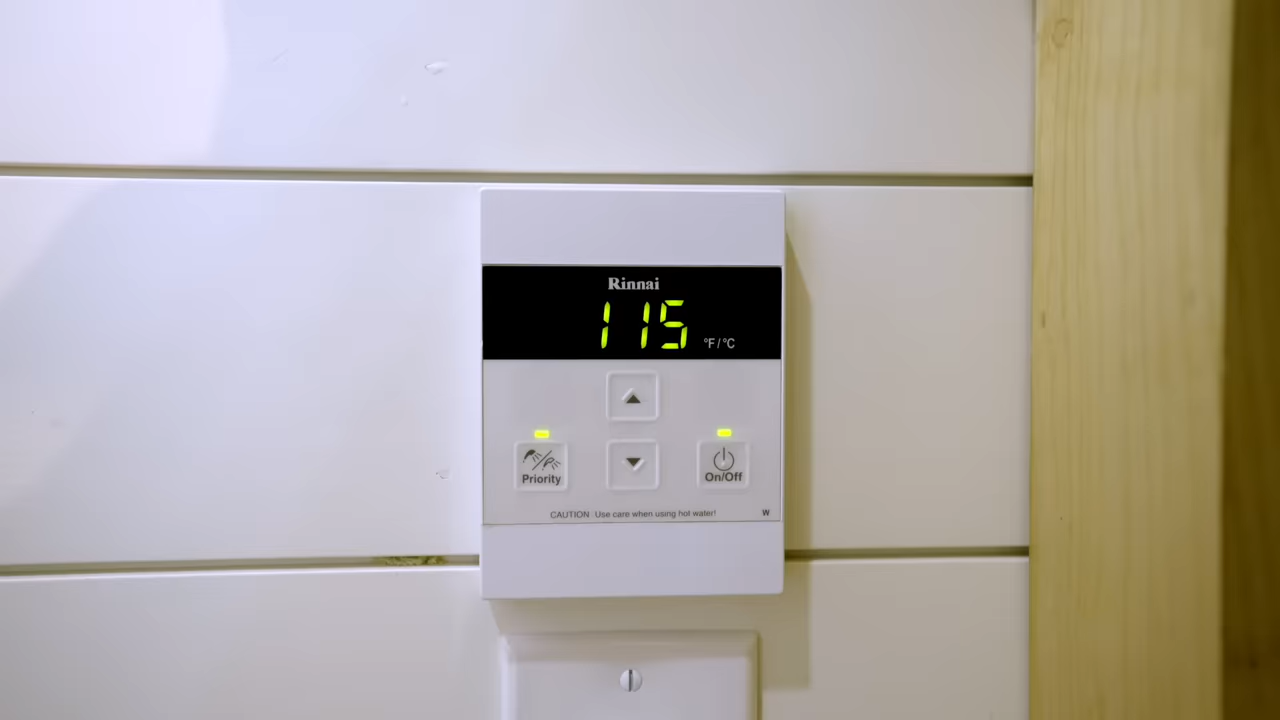 Rinnai
115 °F/°C
Priority
On/Off
CAUTION Use care when using hot water! W